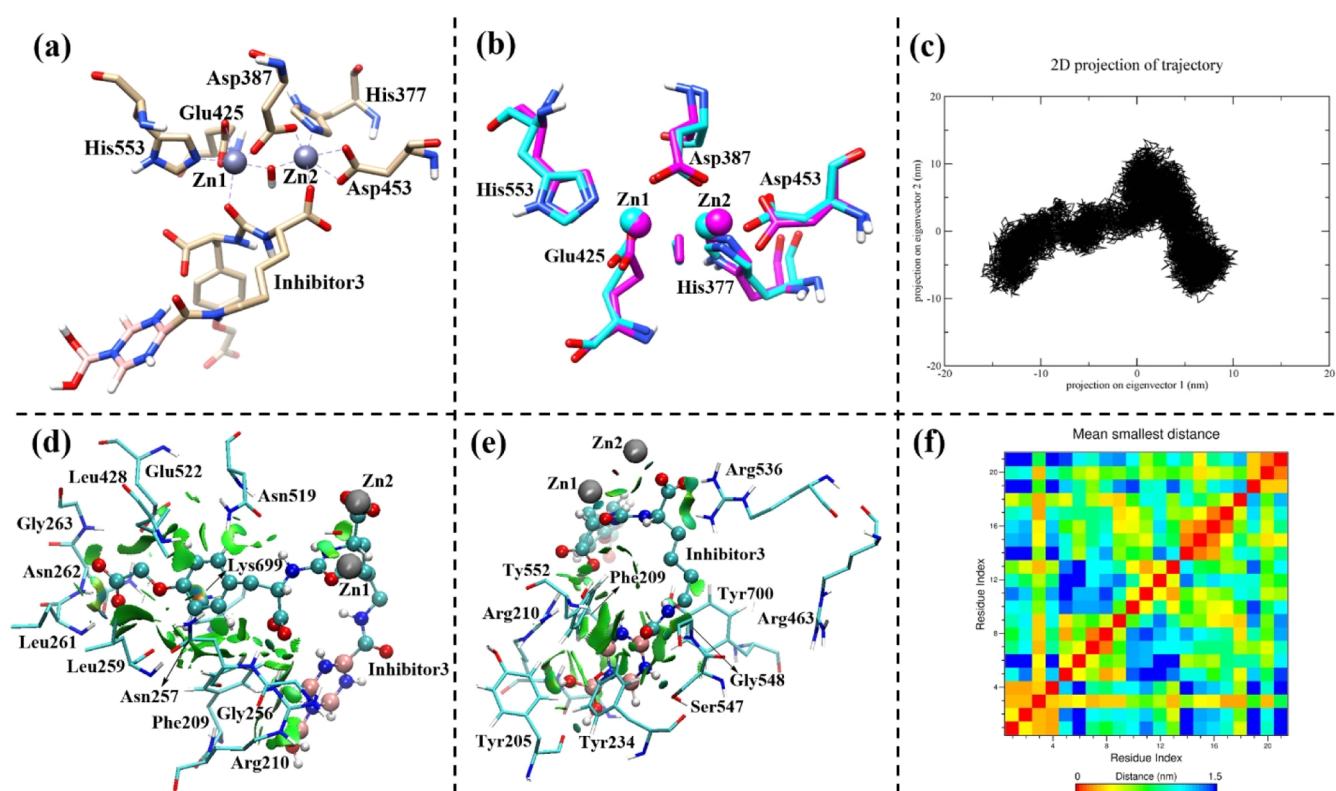 (a)
Asp387
His377
Glu425
His553
Zn1
Zn2
Asp453
Inhibitor3
(b)
Asp387
His553
Zn1
Zn2
Asp453
Glu425
His377
(c)
2D projection of trajectory
projection on eigenvector 2 (nm)
20
10
0
-10
-20
-20
-10
0
10
20
projection on eigenvector 1 (nm)
(d)
Glu522
Leu428
Asn519
Gly263
Zn2
Lys699
Asn262
Zn1
Leu261
Leu259
Inhibitor3
Asn257
Phe209
Gly256
Arg210
(e)
Zn2
Zn1
Arg536
Inhibitor3
Ty552
Phe209
Arg210
Tyr700
Arg463
Gly548
Ser547
Tyr205
Tyr234
(f)
Mean smallest distance
Residue Index
20
16
12
8
4
4
8
12
16
20
Residue Index
0
Distance (nm)
1.5